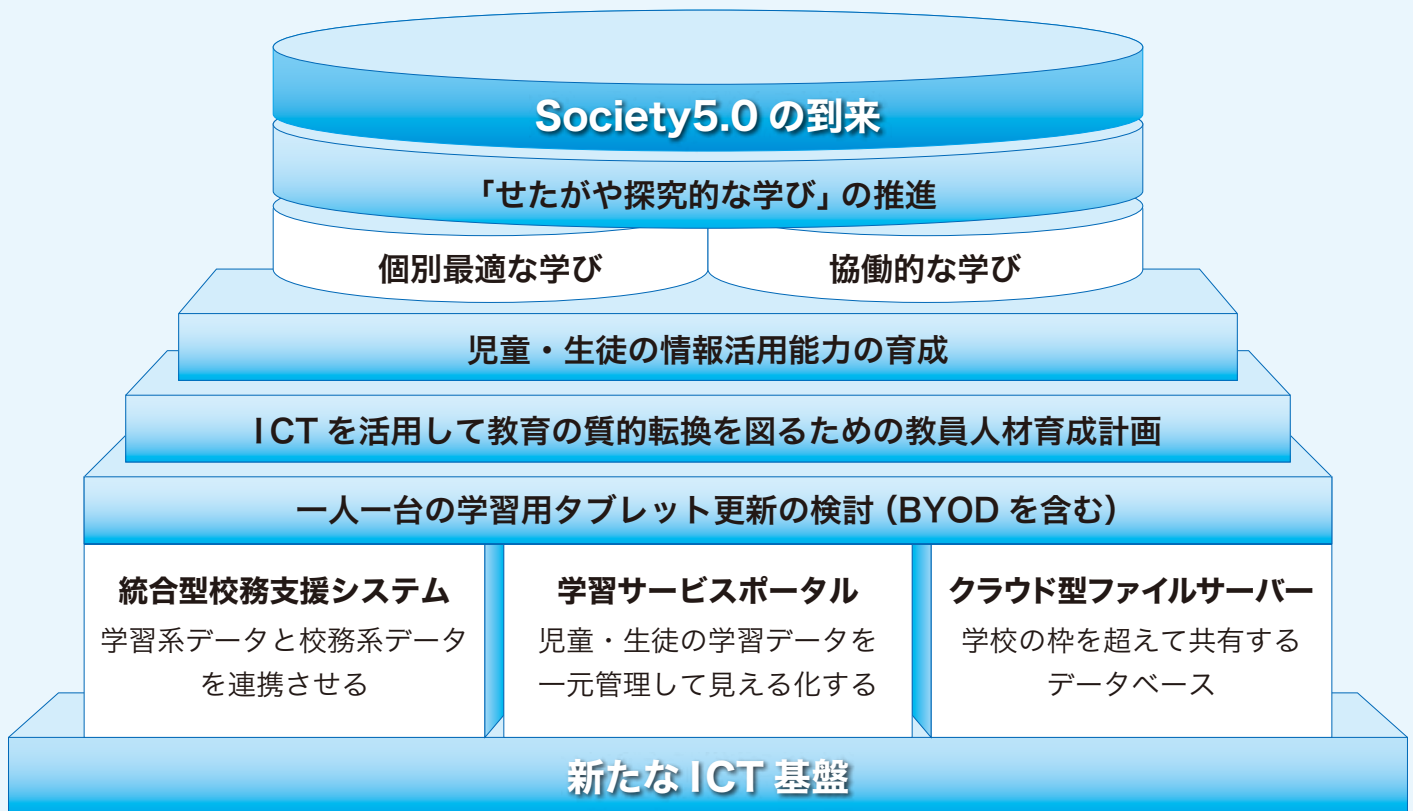 Society5.0 の到来
「せたがや探究的な学び」の推進
個別最適な学び
協働的な学び
児童・生徒の情報活用能力の育成
ICT を活用して教育の質的転換を図るための教員人材育成計画
一人一台の学習用タブレット更新の検討（BYOD を含む）
統合型校務支援システム
学習系データと校務系データ
を連携させる
学習サービスポータル
児童・生徒の学習データを
一元管理して見える化する
クラウド型ファイルサーバー
学校の枠を超えて共有する
データベース
新たな ICT 基盤